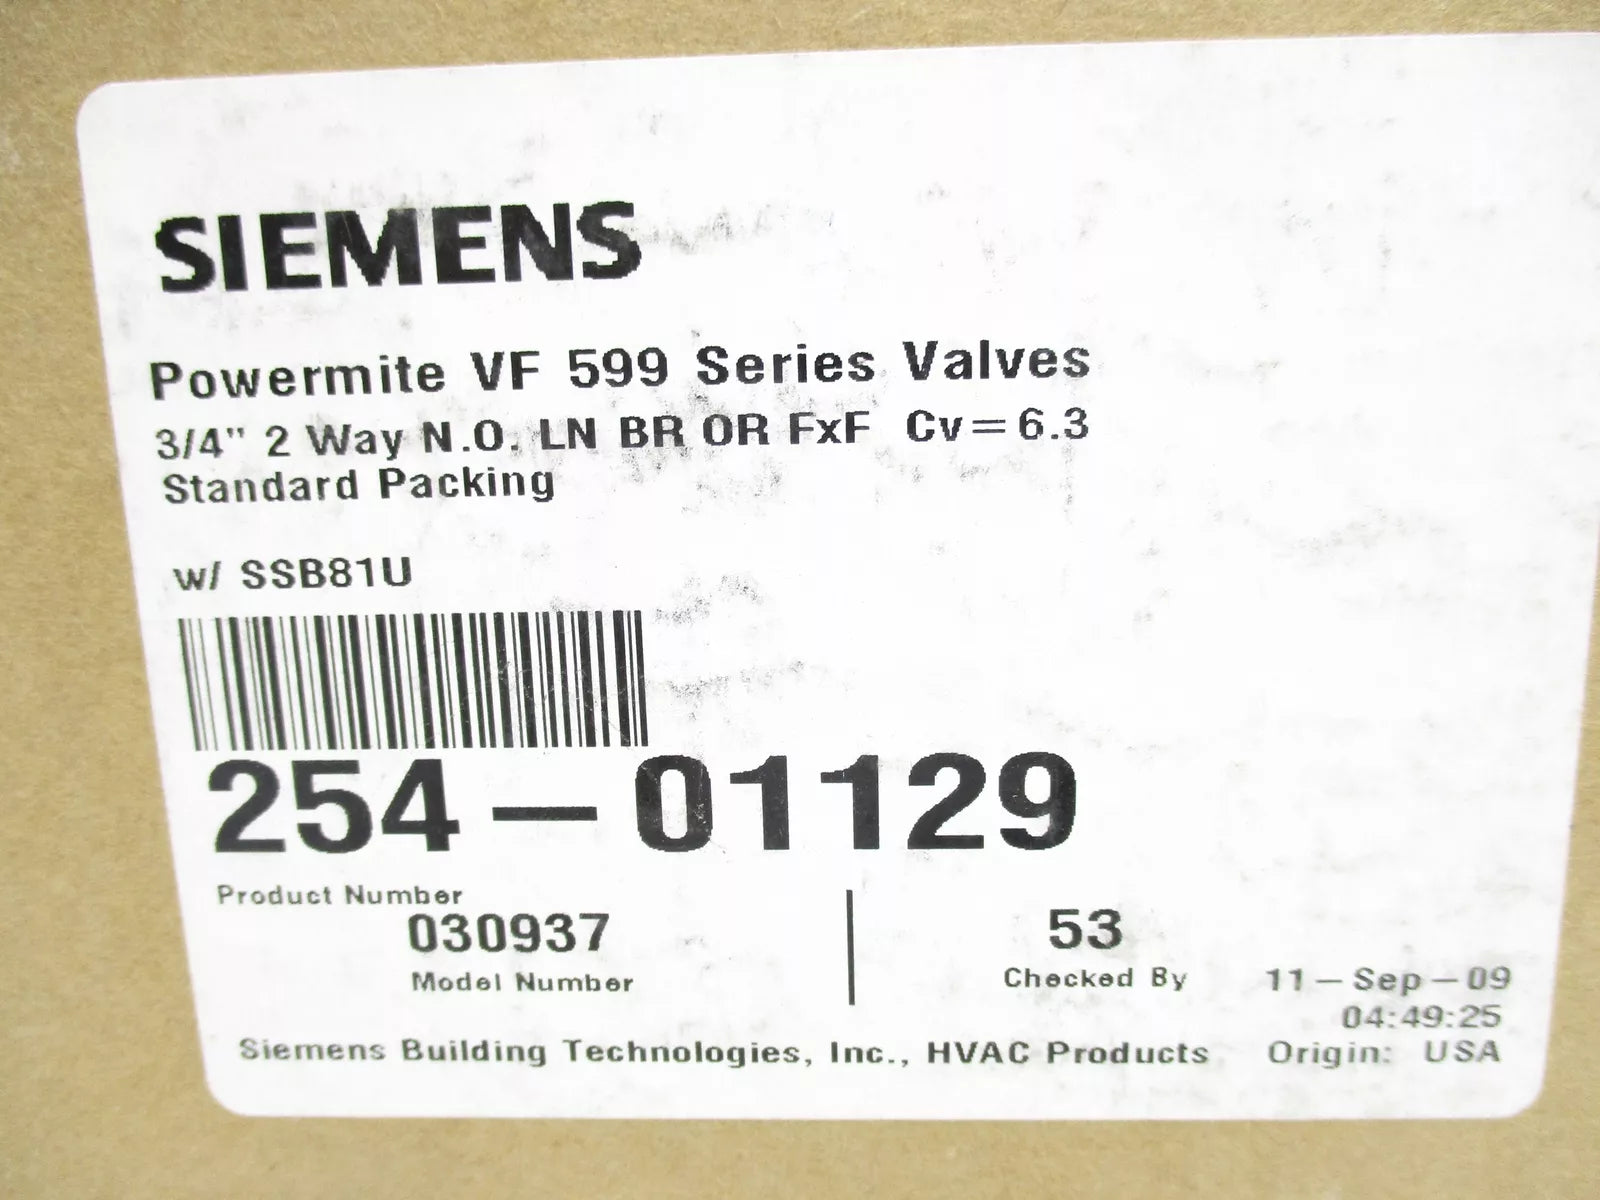 SIEMENS
Powermite VF 599 Series Valves
3/4" 2 Way N.O. LN BR OR FxF Cv=6.3
Standard Packing
w/ SSB81U
254-01129
Product Number
030937
Model Number
53
Checked By
11-Sep-09
04:49:25
Siemens Building Technologies, Inc., HVAC Products
Origin: USA